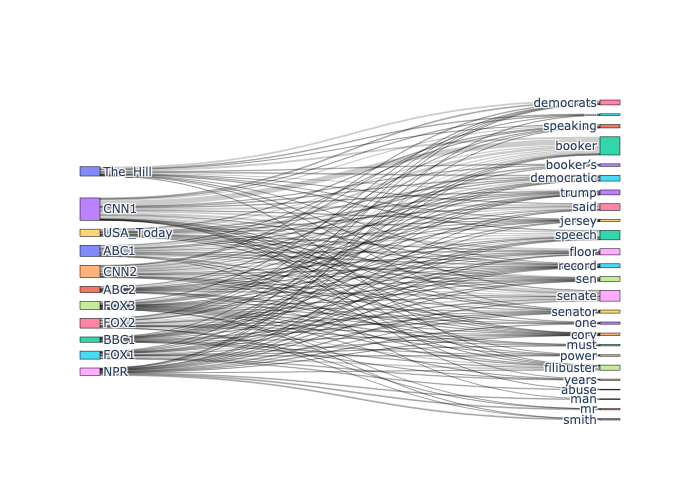 The_Hill
CNN1
USA_Today
ABC1
CNN2
ABC2
FOX3
FOX2
BBC1
FOX1
NPR
democrats
speaking
booker
booker's
democratic
trump
said
jersey
speech
floor
record
sen
senate
senator
one
cory
must
power
filibuster
years
abuse
man
mr
smith